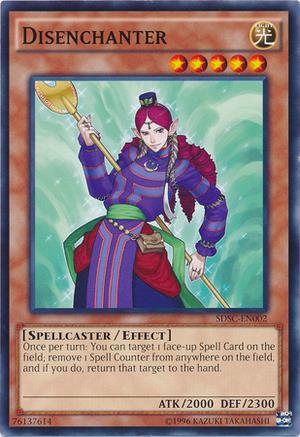 DISENCHANTER
LIGHT
光
SDSC-EN002
[SPELLCASTER / EFFECT]
Once per turn: You can target 1 face-up Spell Card on the
field; remove 1 Spell Counter from anywhere on the field,
and if you do, return that target to the hand.
ATK/2000 DEF/2300
76137614
©1996 KAZUKI TAKAHASHI